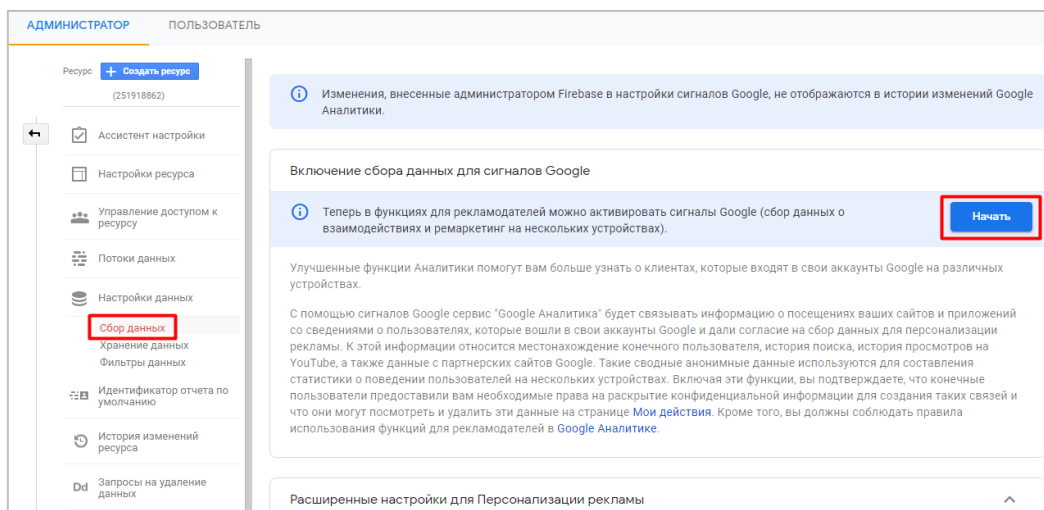 АДМИНИСТРАТОР ПОЛЬЗОВАТЕЛЬ
Ресурс + Создать ресурс
(251918862)
Ассистент настройки
Настройки ресурса
Управление доступом к
ресурсу
Потоки данных
Настройки данных
Сбор данных
Хранение данных
Фильтры данных
Идентификатор отчета по
умолчанию
История изменений
ресурса
Dd Запросы на удаление
данных
Изменения, внесенные администратором Firebase в настройки сигналов Google, не отображаются в истории изменений Google
Аналитики.
Включение сбора данных для сигналов Google
Теперь в функциях для рекламодателей можно активировать сигналы Google (сбор данных о
взаимодействиях и ремаркетинг на нескольких устройствах).
Начать
Улучшенные функции Аналитики помогут вам больше узнать о клиентах, которые входят в свои аккаунты Google на различных
устройствах.
С помощью сигналов Google сервис "Google Аналитика" будет связывать информацию о посещениях ваших сайтов и приложений
со сведениями о пользователях, которые вошли в свои аккаунты Google и дали согласие на сбор данных для персонализации
рекламы. К этой информации относится местонахождение конечного пользователя, история поиска, история просмотров на
YouTube, а также данные с партнерских сайтов Google. Такие сводные анонимные данные используются для составления
статистики о поведении пользователей на нескольких устройствах. Включая эти функции, вы подтверждаете, что конечные
пользователи предоставили вам необходимые права на раскрытие конфиденциальной информации для создания таких связей и
что они могут посмотреть и удалить эти данные на странице Мои действия. Кроме того, вы должны соблюдать правила
использования функций для рекламодателей в Google Аналитике.
Расширенные настройки для Персонализации рекламы